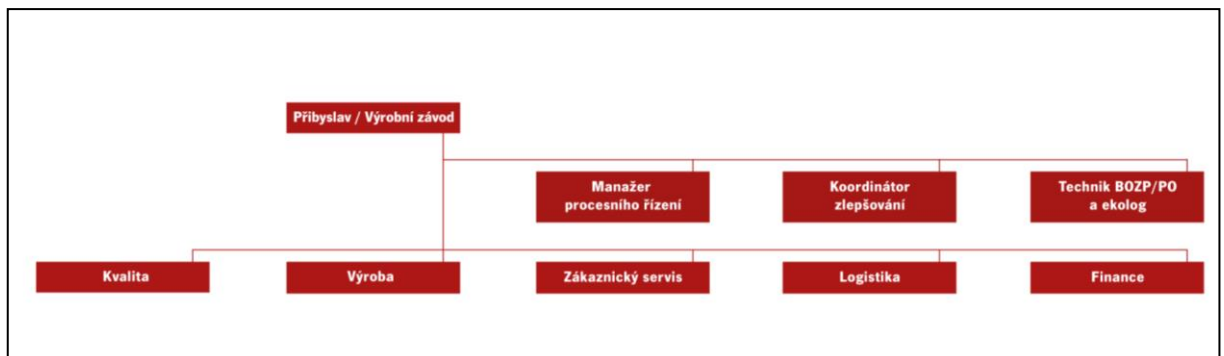 Přibyslav / Výrobní závod
Manažer
procesního řízení
Koordinátor
zlepšování
Technik BOZP/PO
a ekolog
Kvalita
Výroba
Zákaznický servis
Logistika
Finance